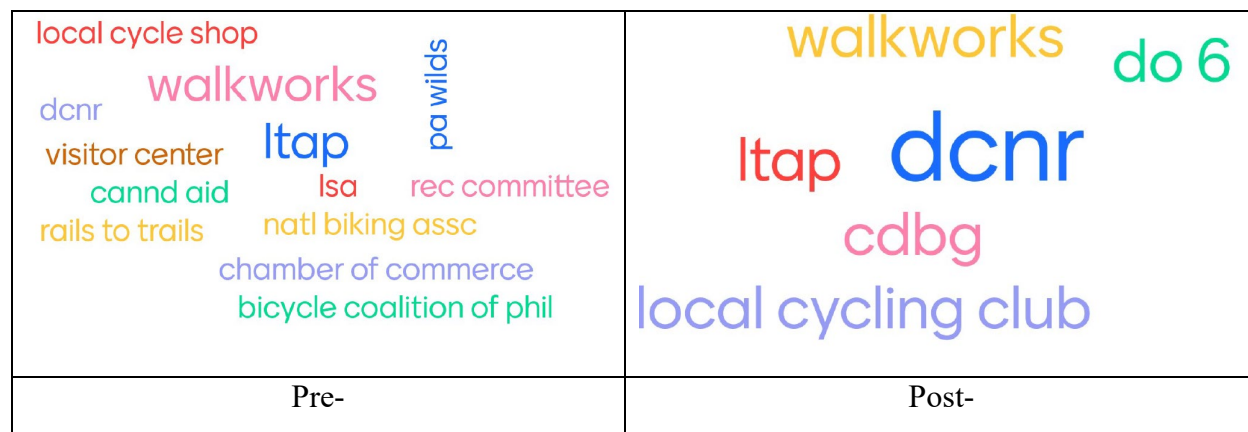 local cycle shop
walkworks
pa wilds
dcnr
ltap
visitor center
cannd aid
lsa
rec committee
rails to trails
natl biking assc
chamber of commerce
bicycle coalition of phil
Pre-
walkworks
do 6
ltap
dcnr
cdbg
local cycling club
Post-